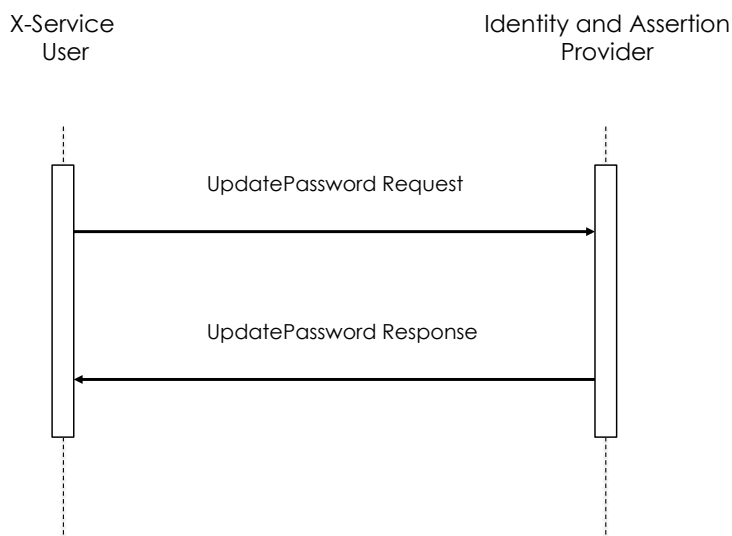 X-Service
User
Identity and Assertion
Provider
UpdatePassword Request
UpdatePassword Response